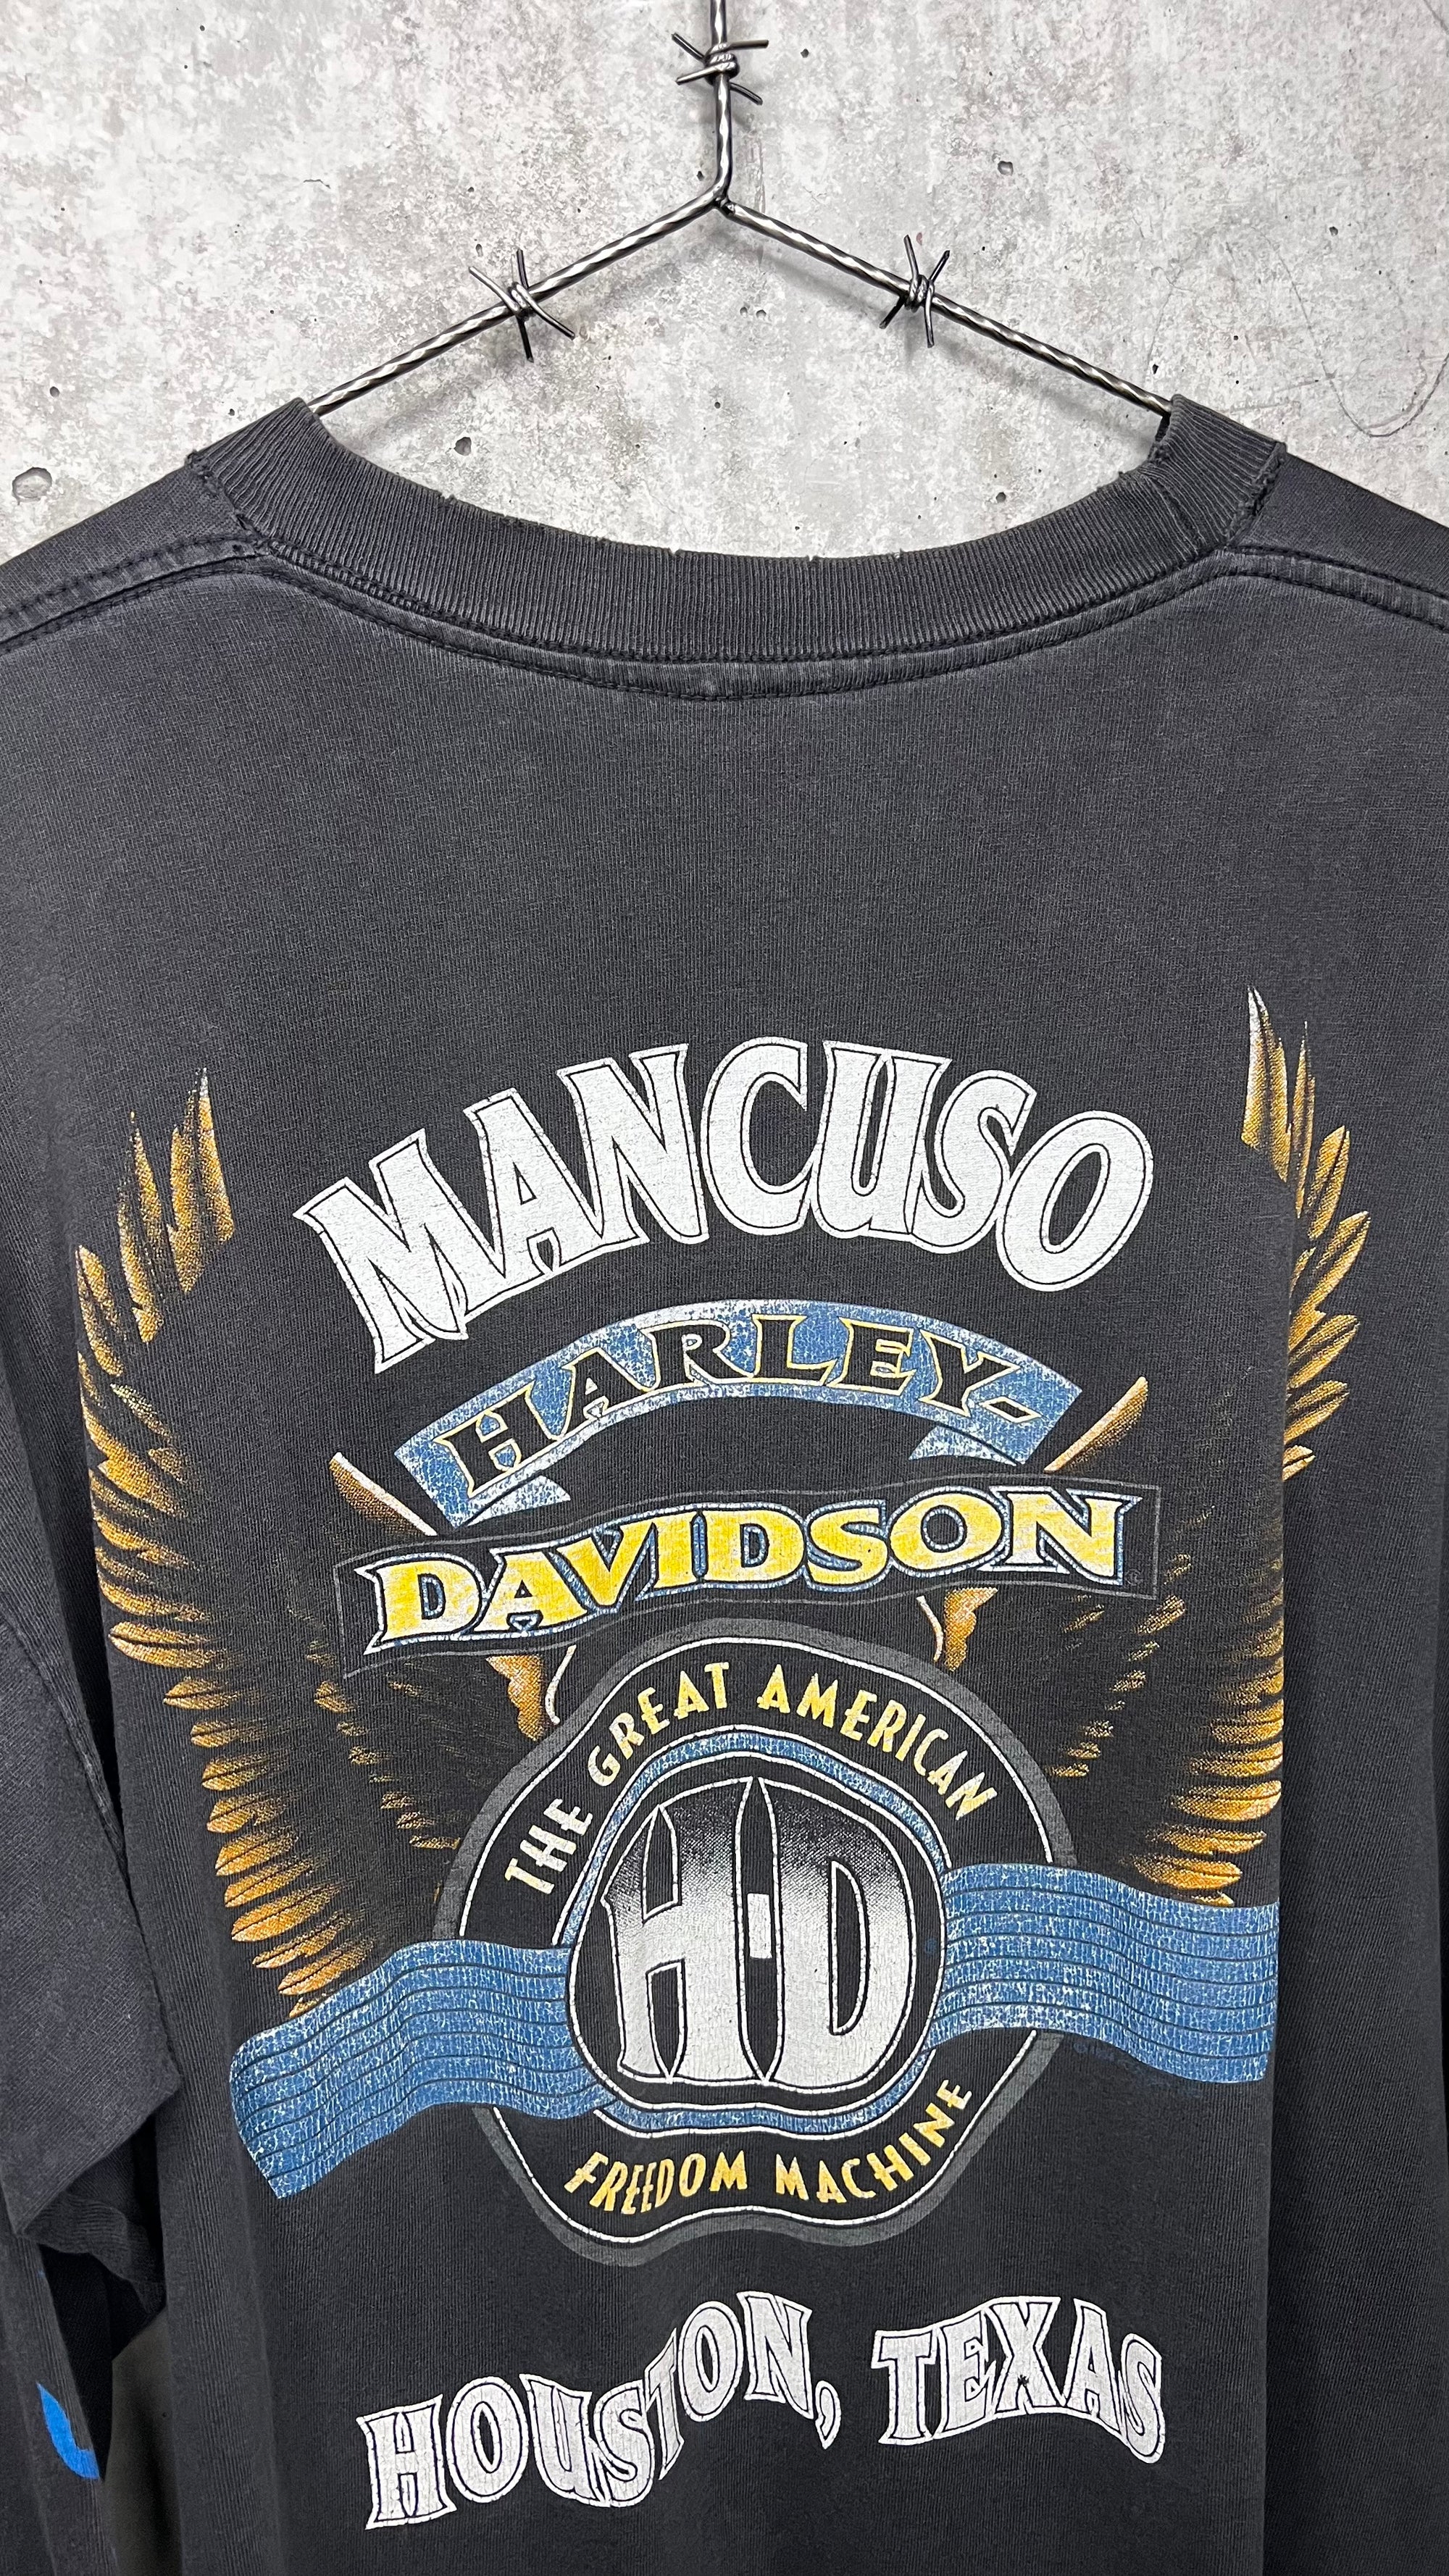 MANCUSO
HARLEY-
DAVIDSON
THE GREAT AMERICAN
H-D
FREEDOM MACHINE
HOUSTON, TEXAS